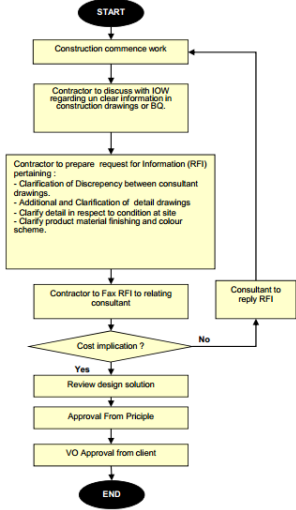 START
Construction commence work
Contractor to discuss with IOW
regarding un clear information in
construction drawings or BQ.
Contractor to prepare request for Information (RFI)
pertaining :
- Clarification of Discrepency between consultant
drawings.
- Additional and Clarification of detail drawings
- Clarify detail in respect to condition at site
- Clarify product material finishing and colour
scheme.
Contractor to Fax RFI to relating
consultant
Consultant to
reply RFI
Cost implication ?
No
Yes
Review design solution
Approval From Priciple
VO Approval from client
END